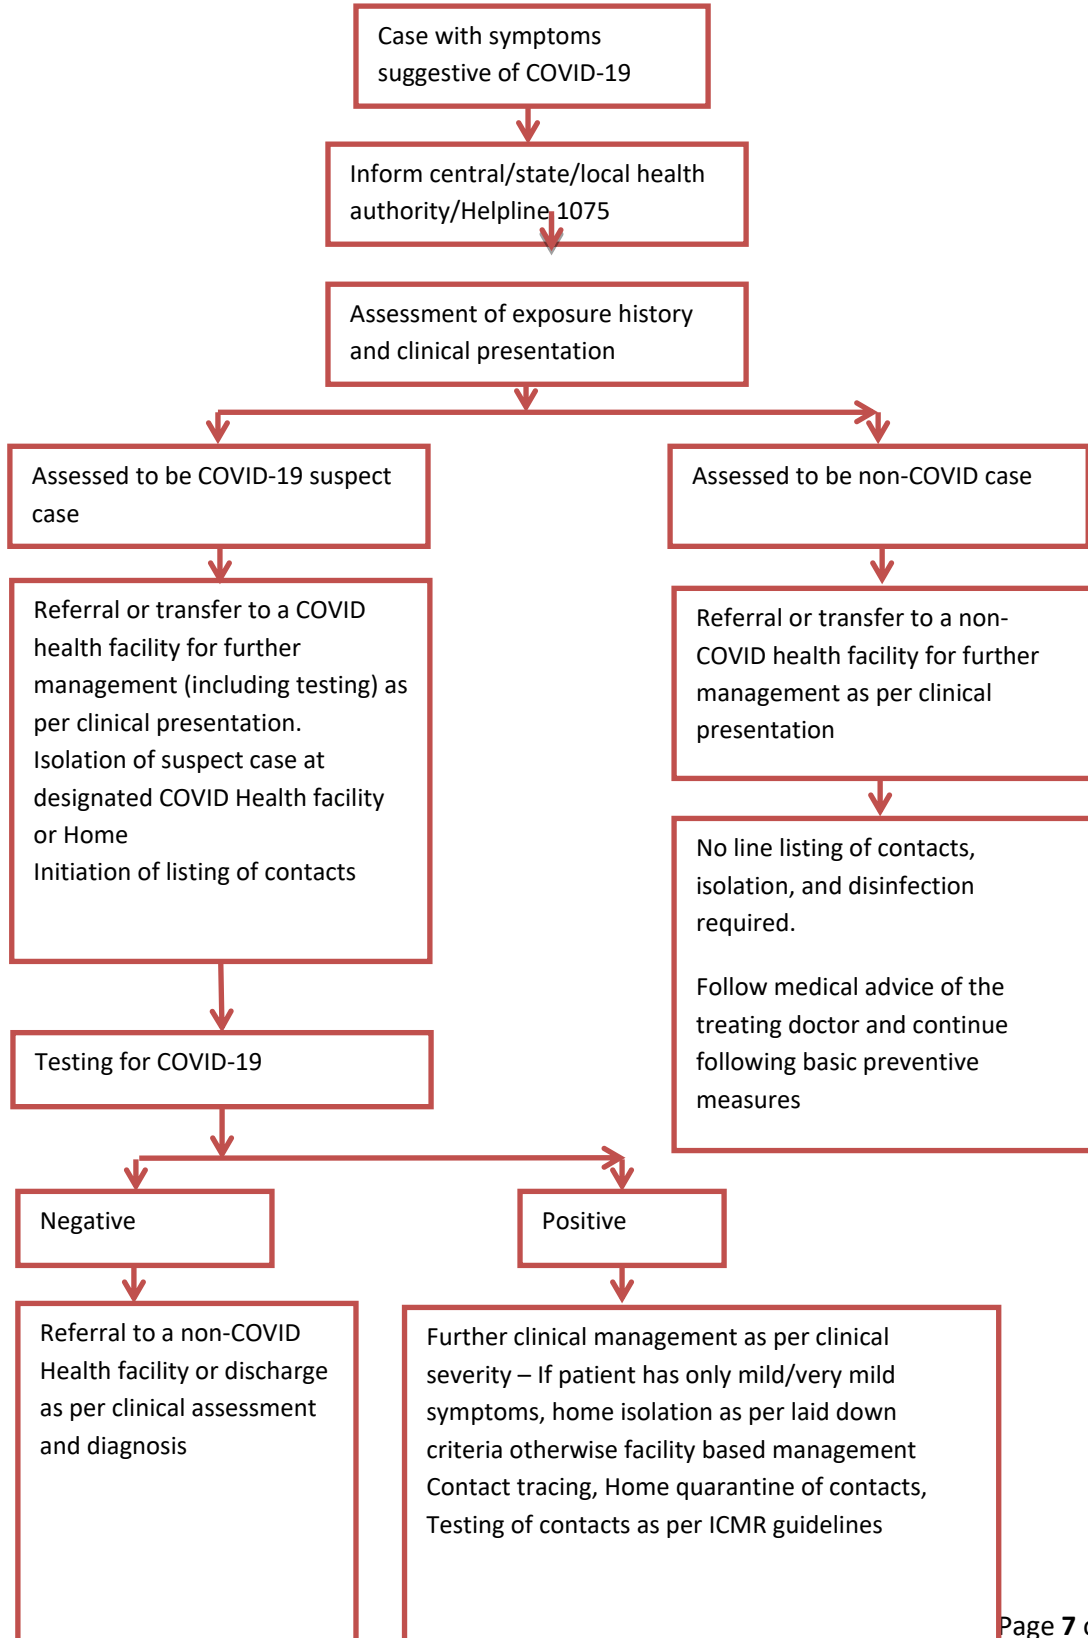 Case with symptoms
suggestive of COVID-19
Inform central/state/local health
authority/Helpline 1075
Assessment of exposure history
and clinical presentation
Assessed to be COVID-19 suspect
case
Assessed to be non-COVID case
Referral or transfer to a COVID
health facility for further
management (including testing) as
per clinical presentation.
Isolation of suspect case at
designated COVID Health facility
or Home
Initiation of listing of contacts
Referral or transfer to a non-
COVID health facility for further
management as per clinical
presentation
No line listing of contacts,
isolation, and disinfection
required.
Follow medical advice of the
treating doctor and continue
following basic preventive
measures
Testing for COVID-19
Negative
Positive
Referral to a non-COVID
Health facility or discharge
as per clinical assessment
and diagnosis
Further clinical management as per clinical
severity – If patient has only mild/very mild
symptoms, home isolation as per laid down
criteria otherwise facility based management
Contact tracing, Home quarantine of contacts,
Testing of contacts as per ICMR guidelines
Page 7